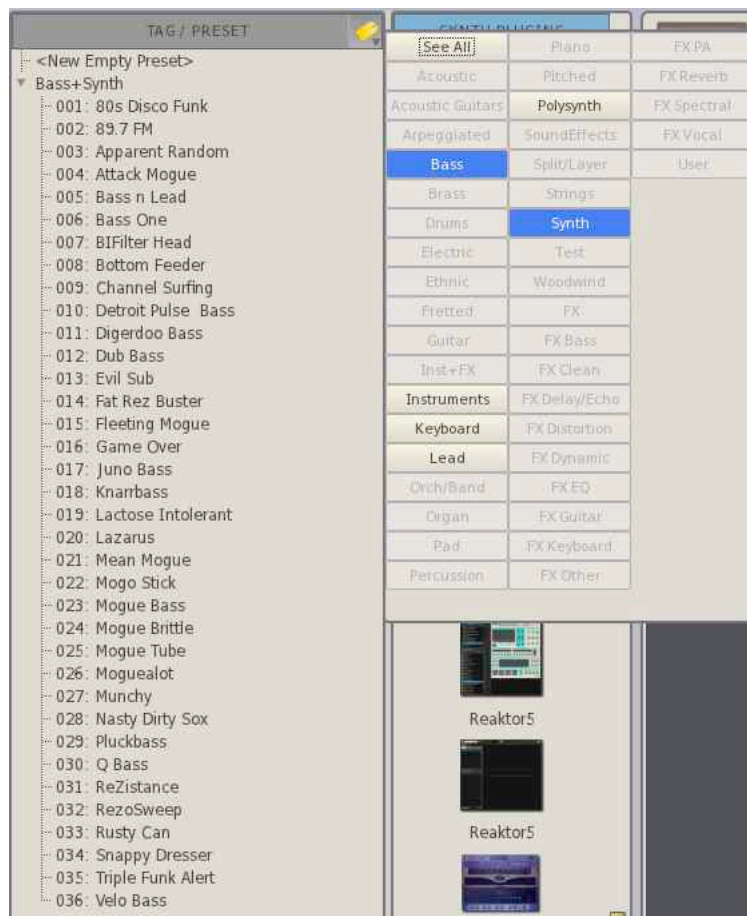 TAG / PRESET
<New Empty Preset>
Bass+Synth
001: 80s Disco Funk
002: 89.7 FM
003: Apparent Random
004: Attack Mogue
005: Bass n Lead
006: Bass One
007: BIFilter Head
008: Bottom Feeder
009: Channel Surfing
010: Detroit Pulse  Bass
011: Digerdoo Bass
012: Dub Bass
013: Evil Sub
014: Fat Rez Buster
015: Fleeting Mogue
016: Game Over
017: Juno Bass
018: Knarrbass
019: Lactose Intolerant
020: Lazarus
021: Mean Mogue
022: Mogo Stick
023: Mogue Bass
024: Mogue Brittle
025: Mogue Tube
026: Moguealot
027: Munchy
028: Nasty Dirty Sox
029: Pluckbass
030: Q Bass
031: ReZistance
032: RezoSweep
033: Rusty Can
034: Snappy Dresser
035: Triple Funk Alert
036: Velo Bass
SYNTH PLUGINS
See All
Acoustic
Acoustic Guitars
Arpeggiated
Bass
Brass
Drums
Electric
Ethnic
Fretted
Guitar
Inst+FX
Instruments
Keyboard
Lead
Orch/Band
Organ
Pad
Percussion
Piano
Pitched
Polysynth
SoundEffects
Split/Layer
Strings
Synth
Test
Woodwind
FX
FX Bass
FX Clean
FX Delay/Echo
FX Distortion
FX Dynamic
FX EQ
FX Guitar
FX Keyboard
FX Other
FX PA
FX Reverb
FX Spectral
FX Vocal
User
Reaktor5
Reaktor5